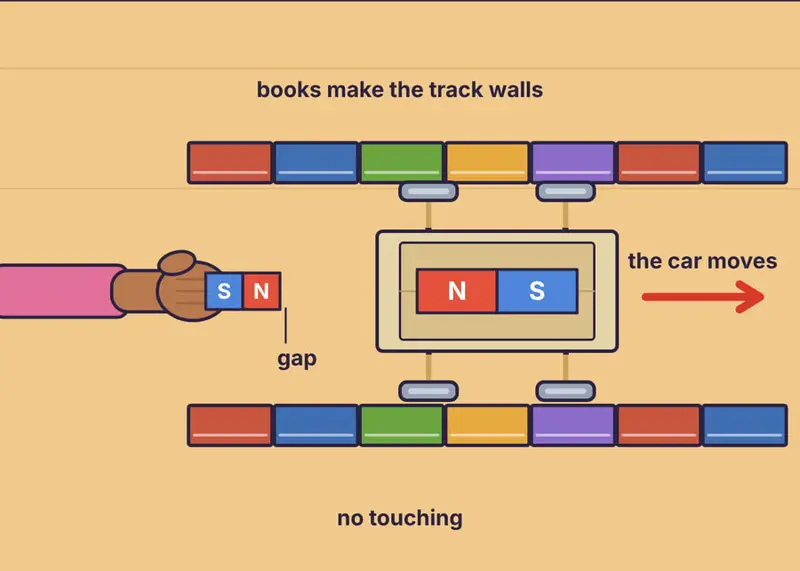 books make the track walls
the car moves
S N
N S
gap
no touching